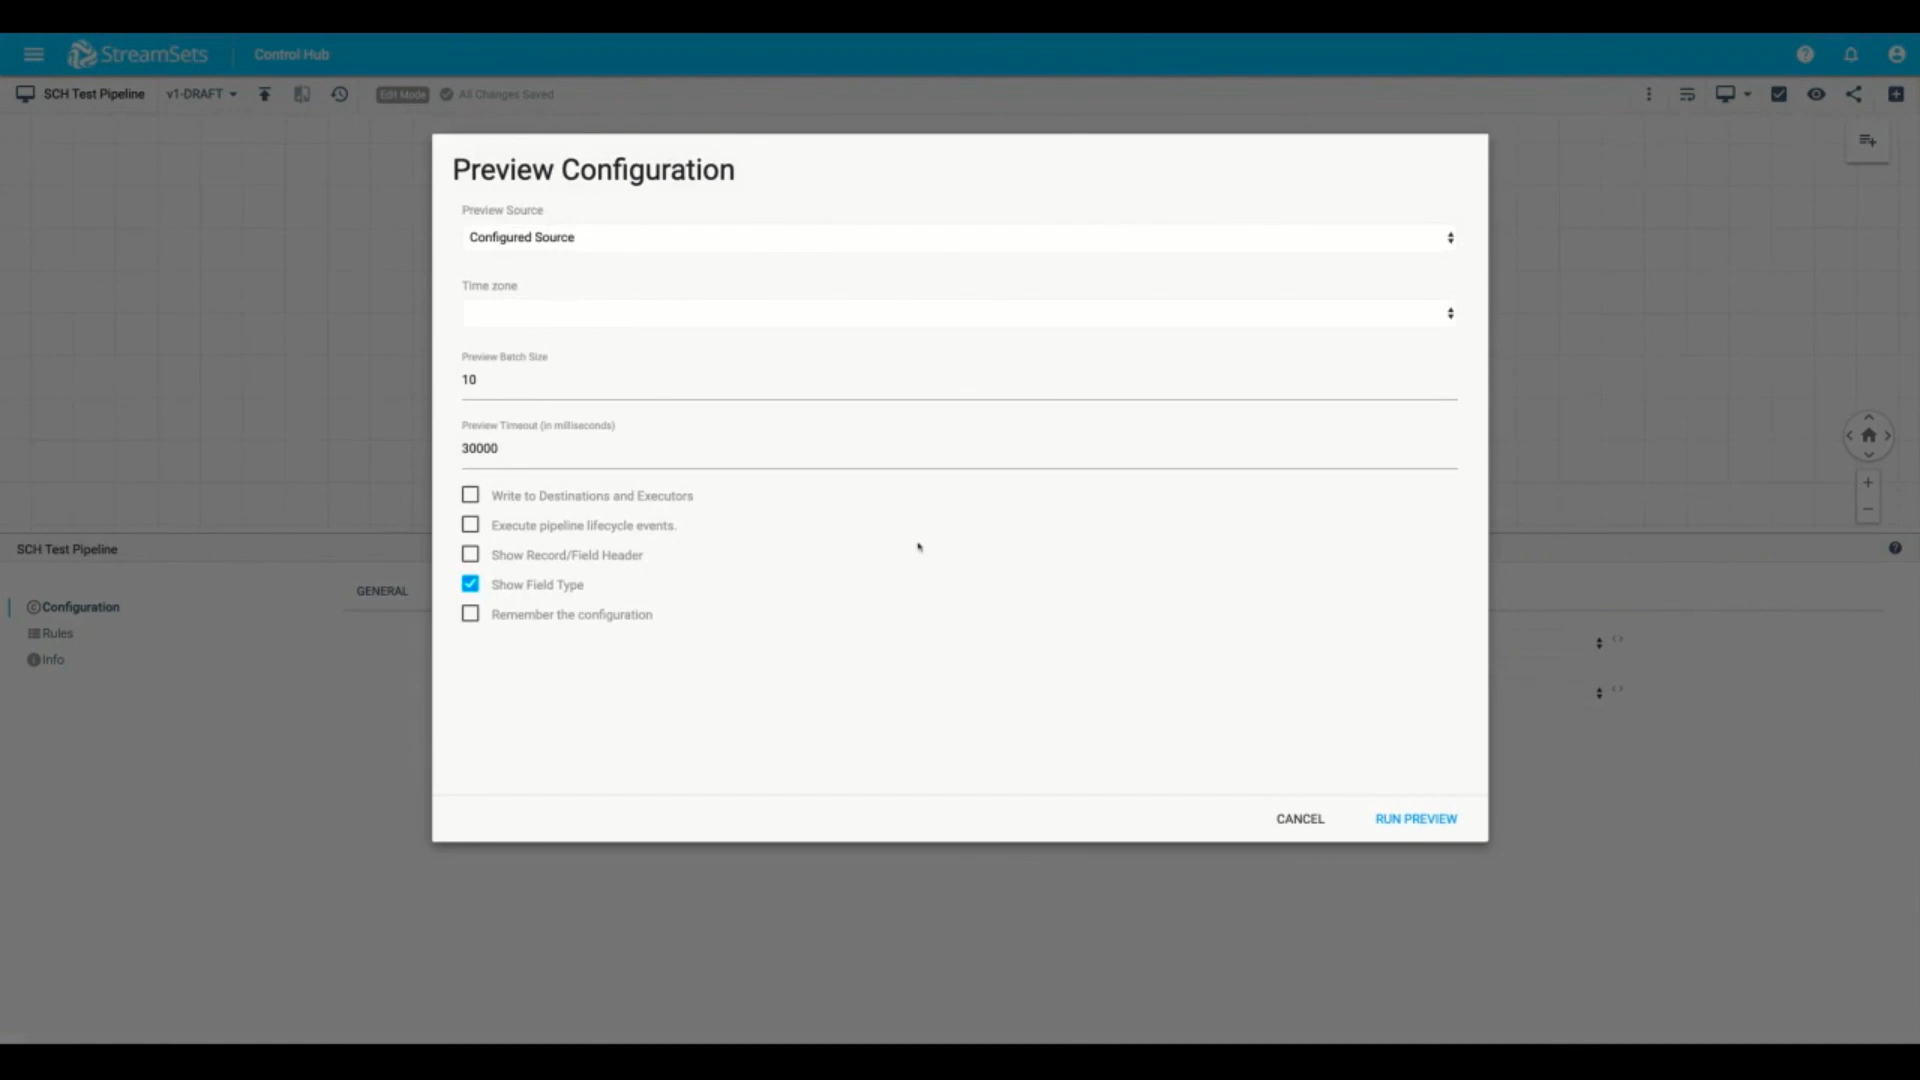 StreamSets Control Hub
SCH Test Pipeline v1-DRAFT Edit Mode All Changes Saved
Preview Configuration
Preview Source
Configured Source
Time zone
Preview Batch Size
10
Preview Timeout (in milliseconds)
30000
Write to Destinations and Executors
Execute pipeline lifecycle events.
Show Record/Field Header
Show Field Type
Remember the configuration
CANCEL RUN PREVIEW
SCH Test Pipeline
GENERAL
Configuration
Rules
Info